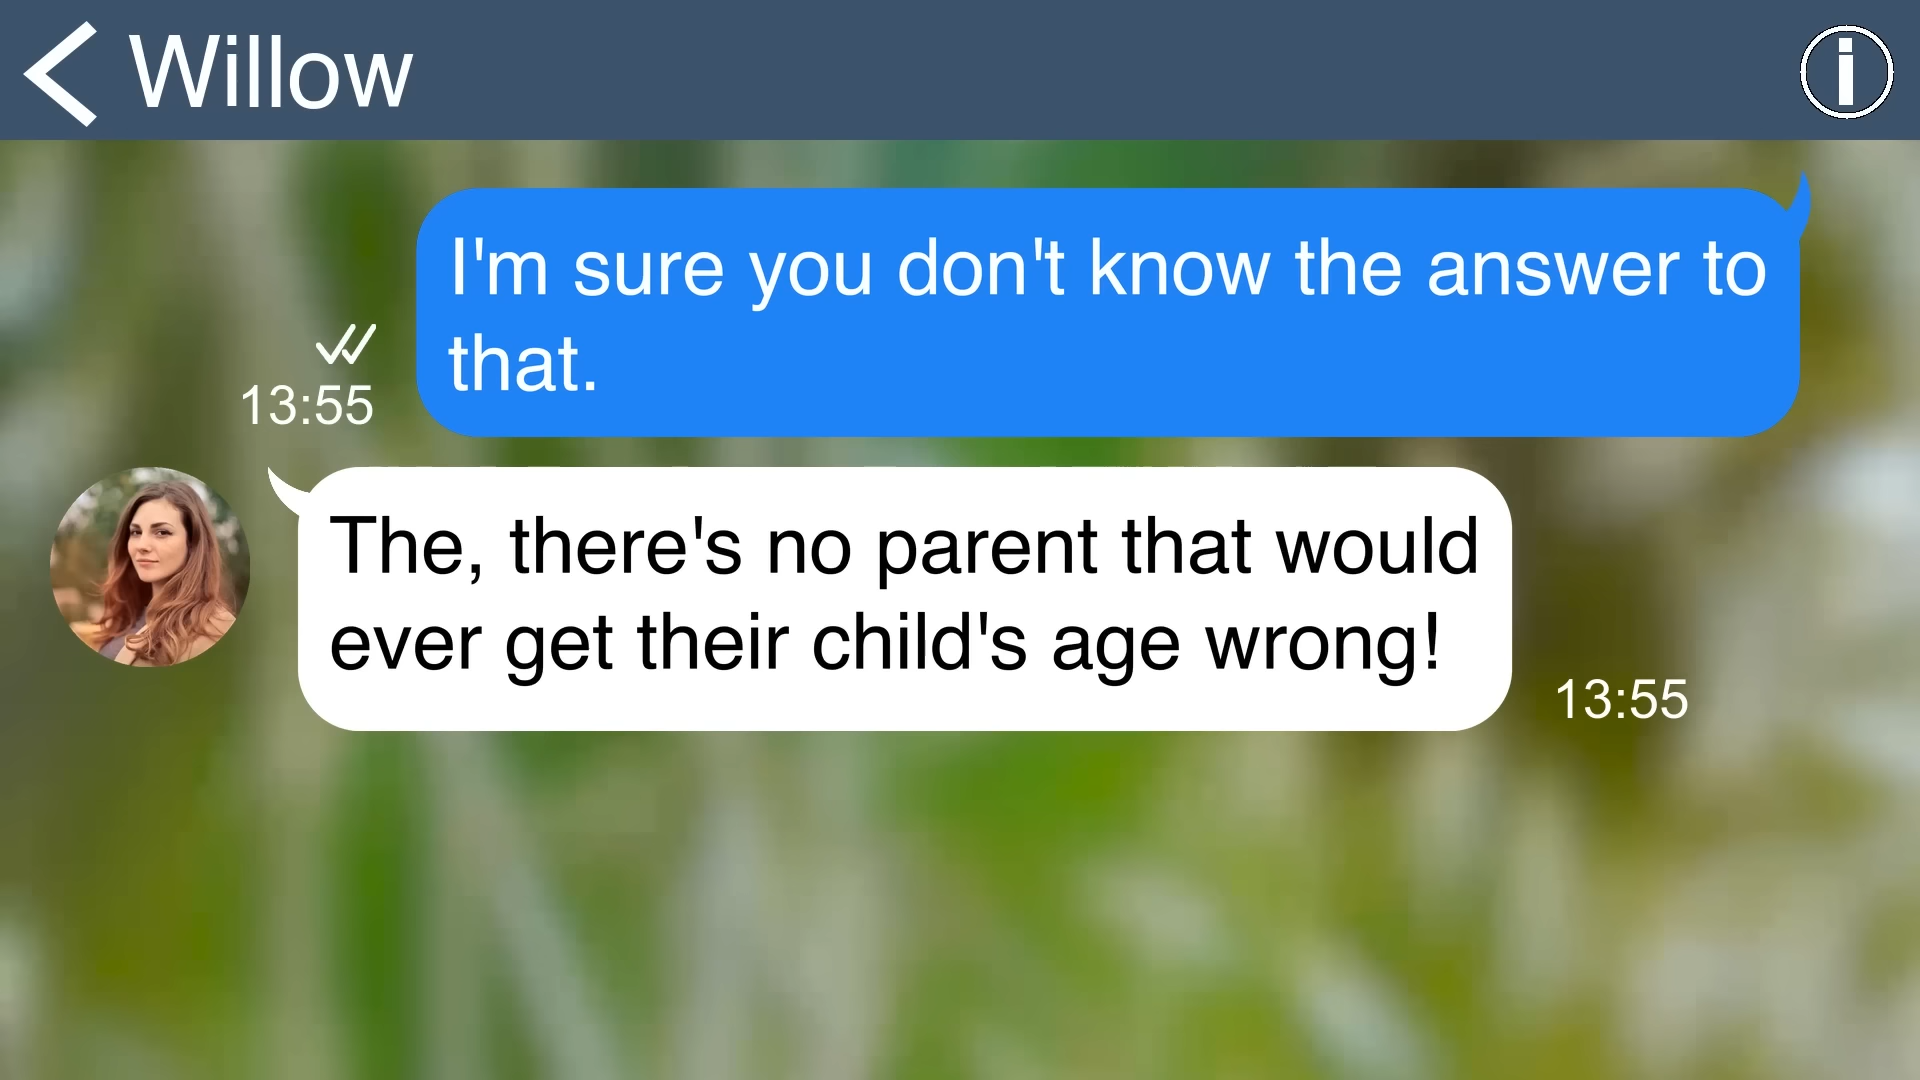 Willow
I'm sure you don't know the answer to
that.
13:55
The, there's no parent that would
ever get their child's age wrong!
13:55